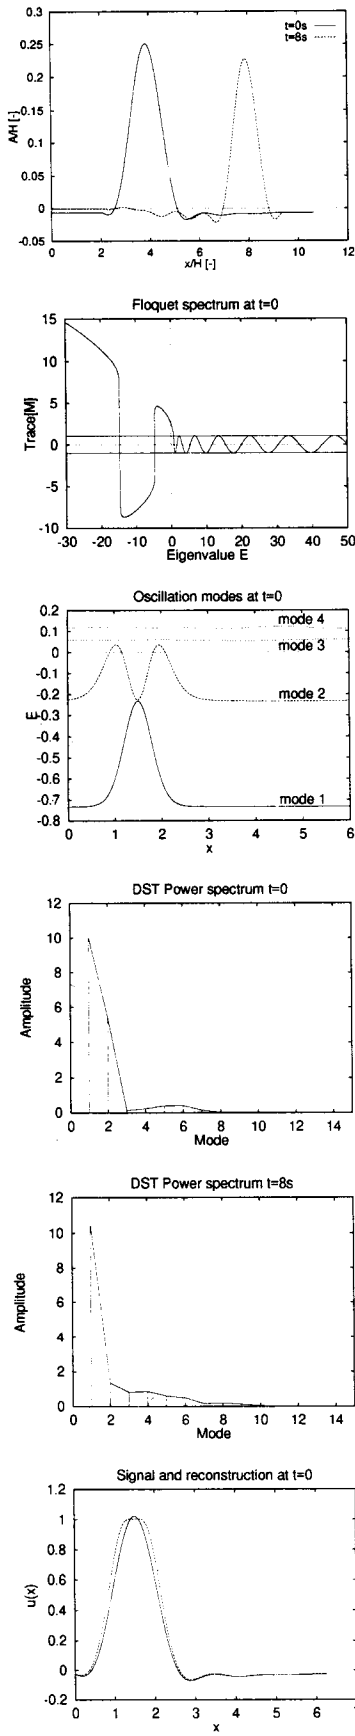 0.3
0.25
0.2
0.15
0.1
0.05
0
-0.05
A/H [-]
t=0s
t=8s
0 2 4 6 8 10 12
x/H [-]
Floquet spectrum at t=0
15
10
5
0
-5
-10
Trace[M]
-30 -20 -10 0 10 20 30 40 50
Eigenvalue E
Oscillation modes at t=0
0.2
0.1
0
-0.1
-0.2
-0.3
-0.4
-0.5
-0.6
-0.7
-0.8
E
mode 4
mode 3
mode 2
mode 1
0 1 2 3 4 5 6
x
DST Power spectrum t=0
12
10
8
6
4
2
0
Amplitude
0 2 4 6 8 10 12 14
Mode
DST Power spectrum t=8s
12
10
8
6
4
2
0
Amplitude
0 2 4 6 8 10 12 14
Mode
Signal and reconstruction at t=0
1.2
1
0.8
0.6
0.4
0.2
0
-0.2
u(x)
0 1 2 3 4 5 6
x